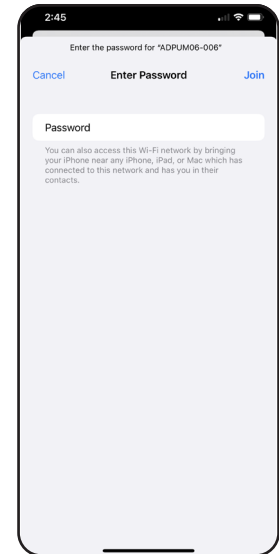 2:45
Enter the password for “ADPUM06-006”
Cancel Enter Password Join
Password
You can also access this Wi-Fi network by bringing
your iPhone near any iPhone, iPad, or Mac which has
connected to this network and has you in their
contacts.